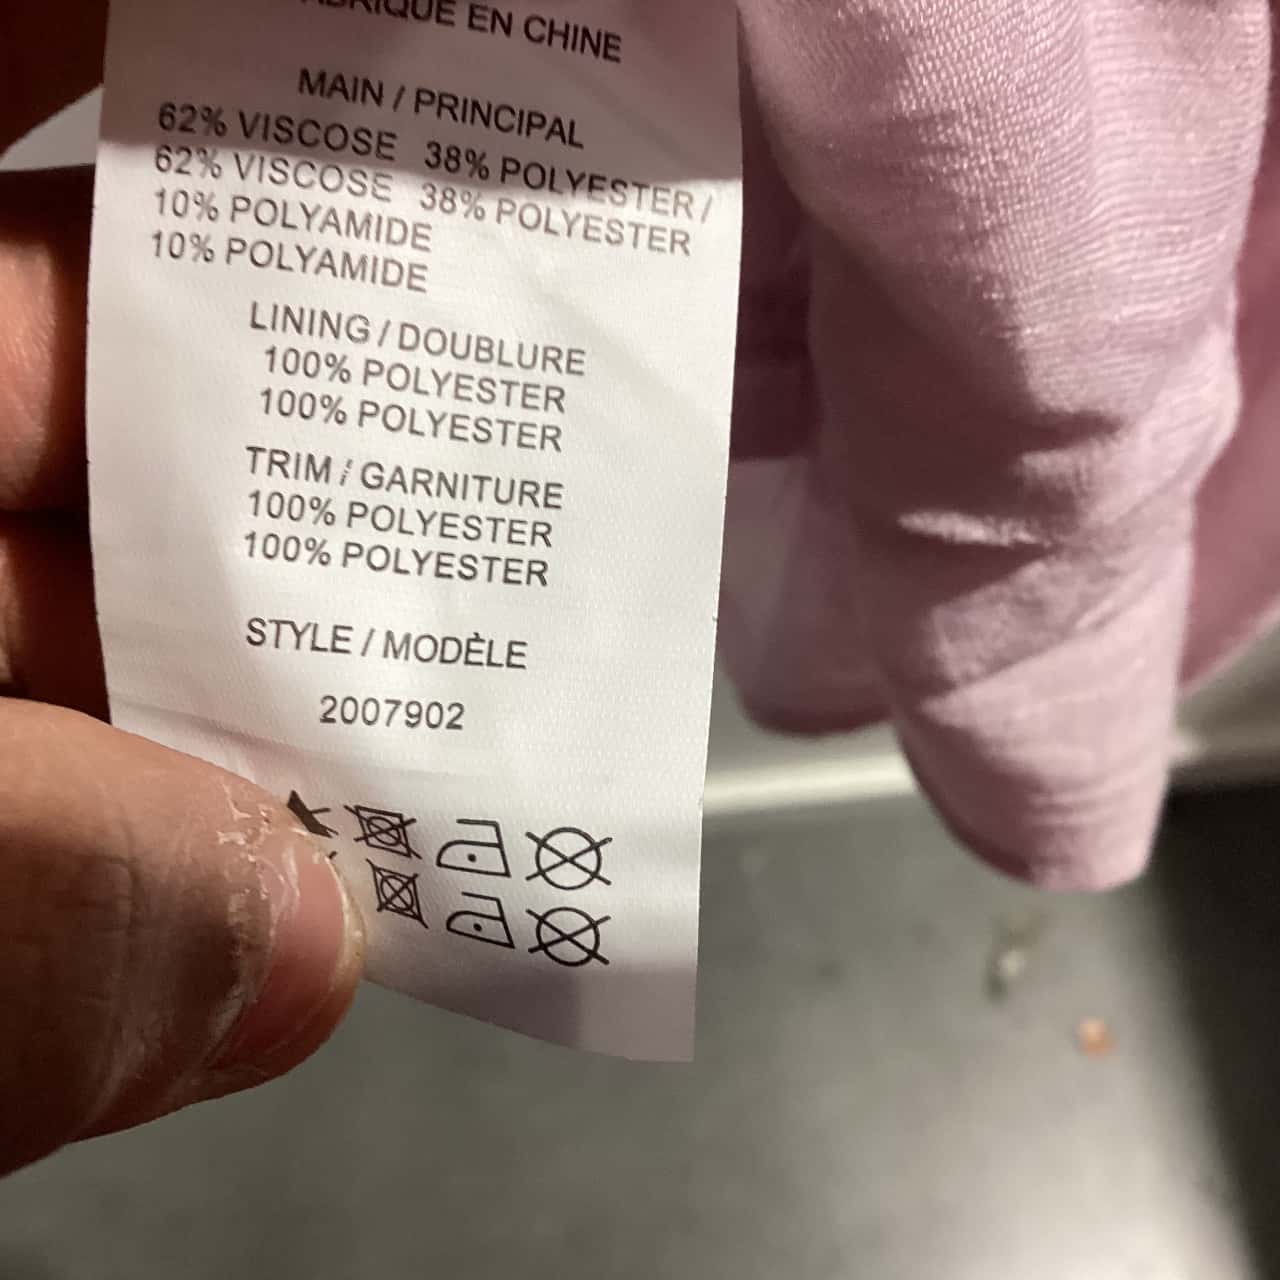 FABRIQUE EN CHINE
MAIN / PRINCIPAL
62% VISCOSE 38% POLYESTER /
62% VISCOSE 38% POLYESTER
10% POLYAMIDE
10% POLYAMIDE
LINING / DOUBLURE
100% POLYESTER
100% POLYESTER
TRIM / GARNITURE
100% POLYESTER
100% POLYESTER
STYLE / MODÈLE
2007902